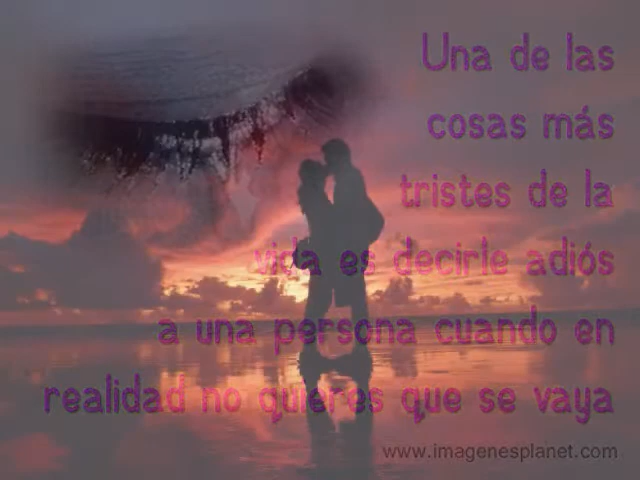 Una de las
cosas más
tristes de la
vida es decirle adiós
a una persona cuando en
realidad no quieres que se vaya
www.imagenesplanet.com